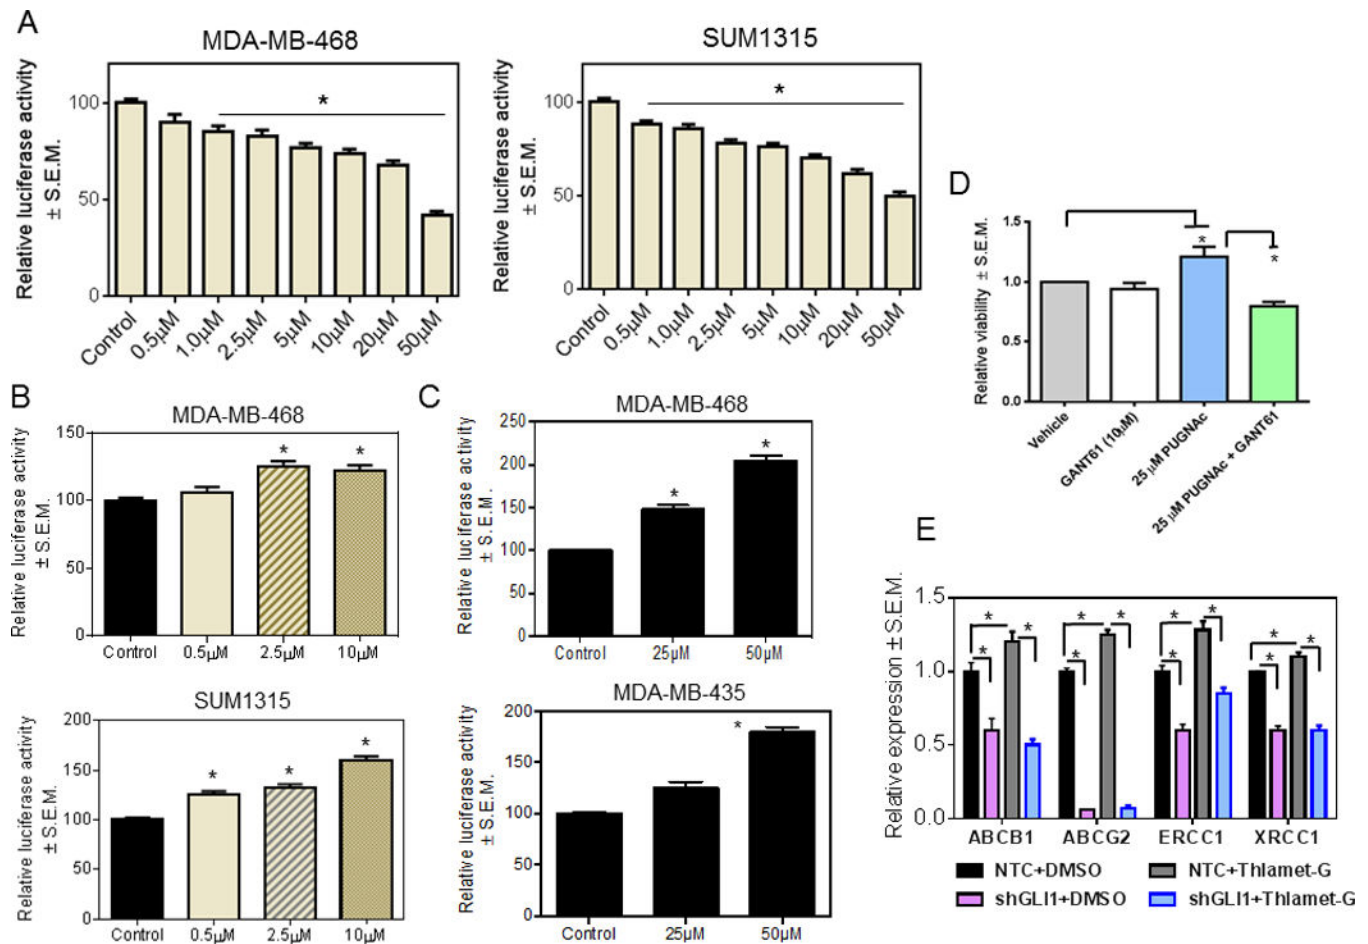 A
MDA-MB-468
Relative luciferase activity
± S.E.M.
100
50
0
*
Control
0.5µM
1.0µM
2.5µM
5µM
10µM
20µM
50µM
SUM1315
Relative luciferase activity
± S.E.M.
100
50
0
*
Control
0.5µM
1.0µM
2.5µM
5µM
10µM
20µM
50µM
B
MDA-MB-468
Relative luciferase activity
± S.E.M.
150
100
50
0
* *
Control 0.5µM 2.5µM 10µM
SUM1315
Relative luciferase activity
± S.E.M.
200
150
100
50
0
* * *
Control 0.5µM 2.5µM 10µM
C
MDA-MB-468
Relative luciferase activity
± S.E.M.
250
200
150
100
50
0
* *
Control 25µM 50µM
MDA-MB-435
Relative luciferase activity
± S.E.M.
200
150
100
50
0
*
Control 25µM 50µM
D
Relative viability ± S.E.M.
1.5
1.0
0.5
0.0
* *
Vehicle
GANT61 (10µM)
25 µM PUGNAc
25 µM PUGNAc + GANT61
E
Relative expression ± S.E.M.
1.5
1.0
0.5
0.0
* * * * * * * * * * * *
ABCB1 ABCG2 ERCC1 XRCC1
NTC+DMSO NTC+Thlamet-G
shGLI1+DMSO shGLI1+Thlamet-G